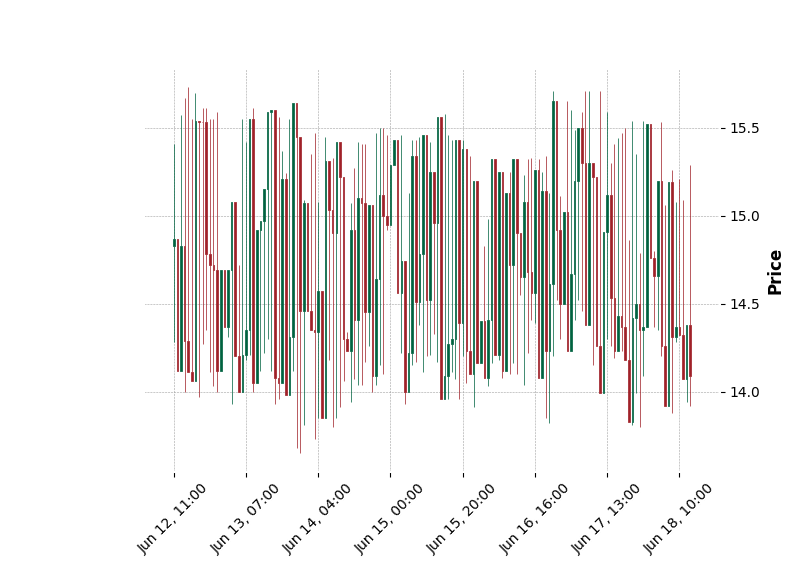 15.5
15.0
14.5
14.0
Price
Jun 12, 11:00
Jun 13, 07:00
Jun 14, 04:00
Jun 15, 00:00
Jun 15, 20:00
Jun 16, 16:00
Jun 17, 13:00
Jun 18, 10:00